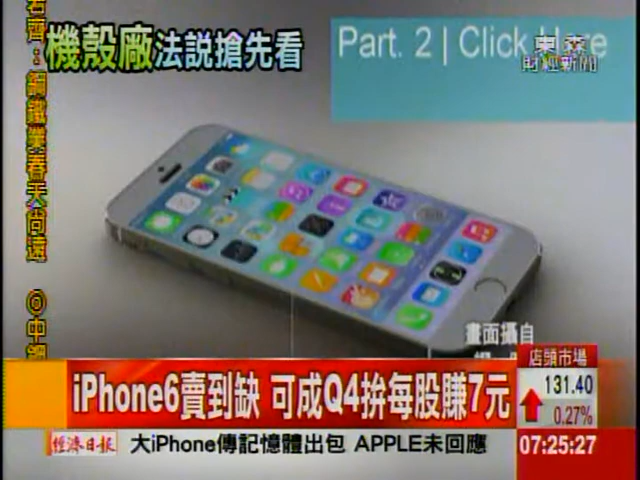 機殼廠法說搶先看
Part. 2 | Click Here
東森
財經新聞
石齊:鋼鐵業春天尚遠 ◎中鋼
畫面攝自
iPhone6賣到缺 可成Q4拚每股賺7元
店頭市場
131.40
0.27%
經濟日報 大iPhone傳記憶體出包 APPLE未回應
07:25:27